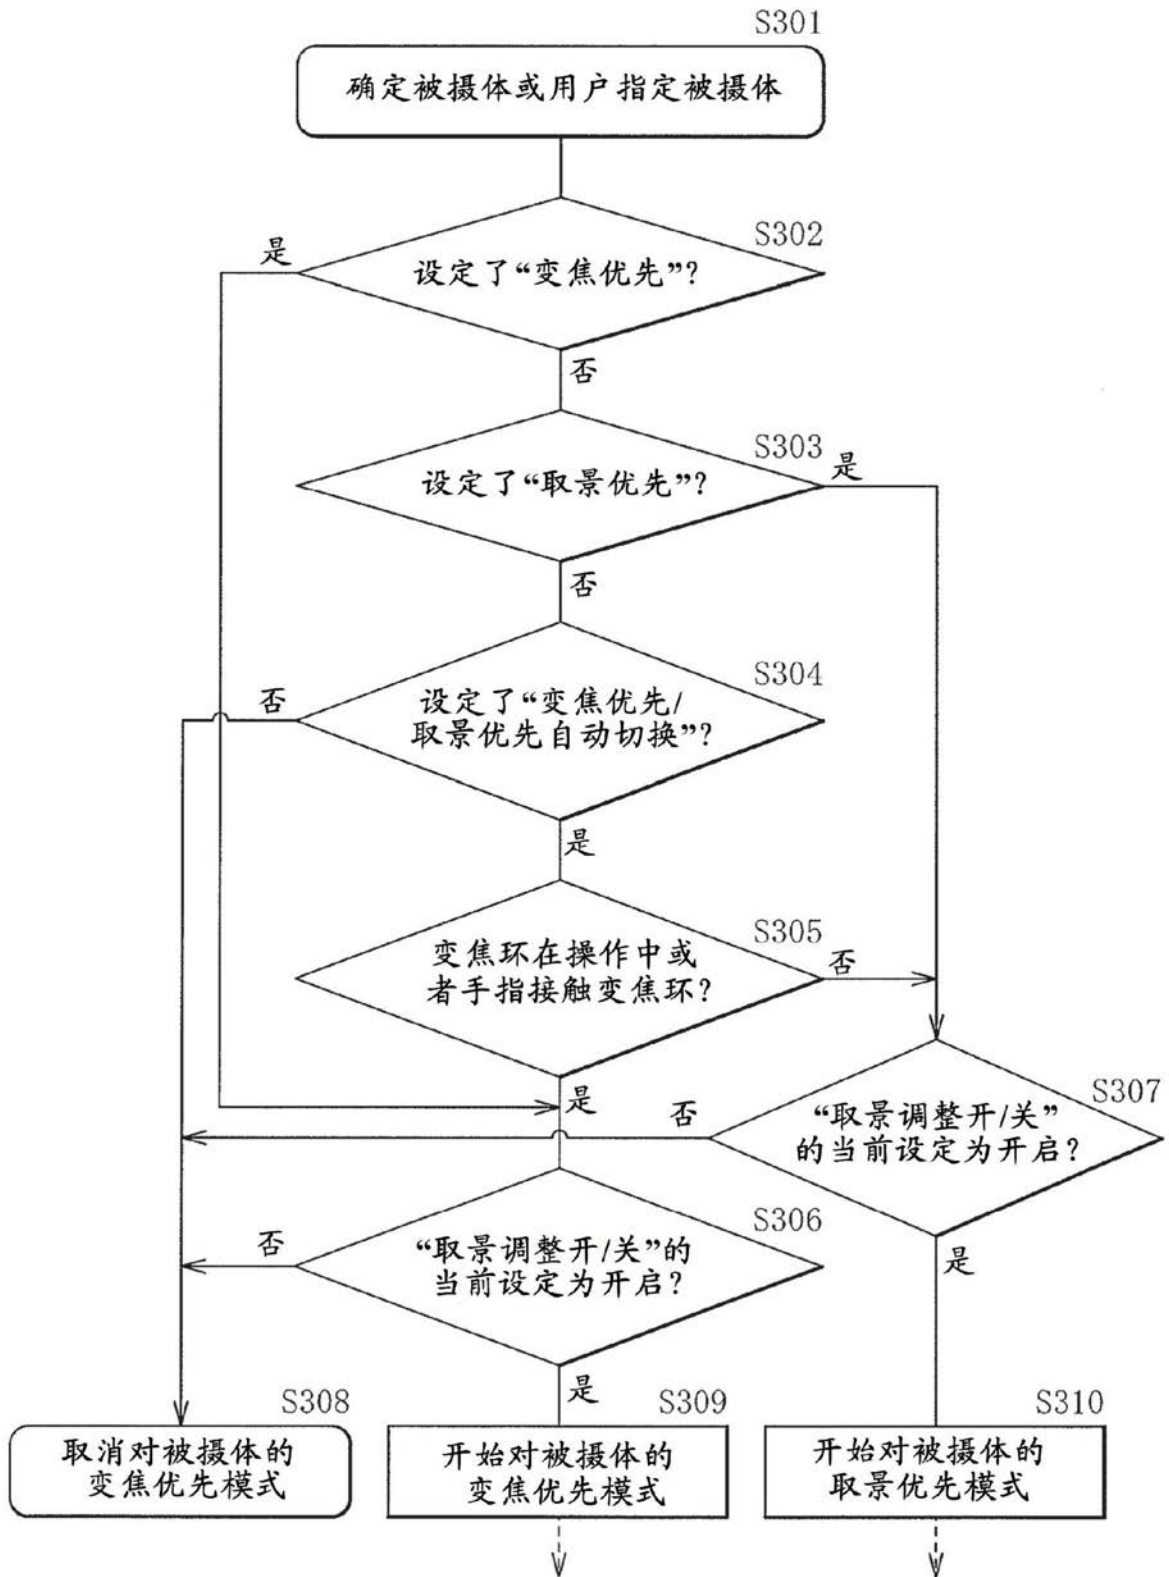 S301
确定被摄体或用户指定被摄体
S302
是
设定了“变焦优先”?
否
S303
是
设定了“取景优先”?
否
S304
否
设定了“变焦优先/
取景优先自动切换”?
是
S305
变焦环在操作中或
者手指接触变焦环?
否
是
S307
否
“取景调整开/关”
的当前设定为开启?
S306
否
“取景调整开/关”的
当前设定为开启?
是
是
S308
S309
S310
取消对被摄体的
变焦优先模式
开始对被摄体的
变焦优先模式
开始对被摄体的
取景优先模式